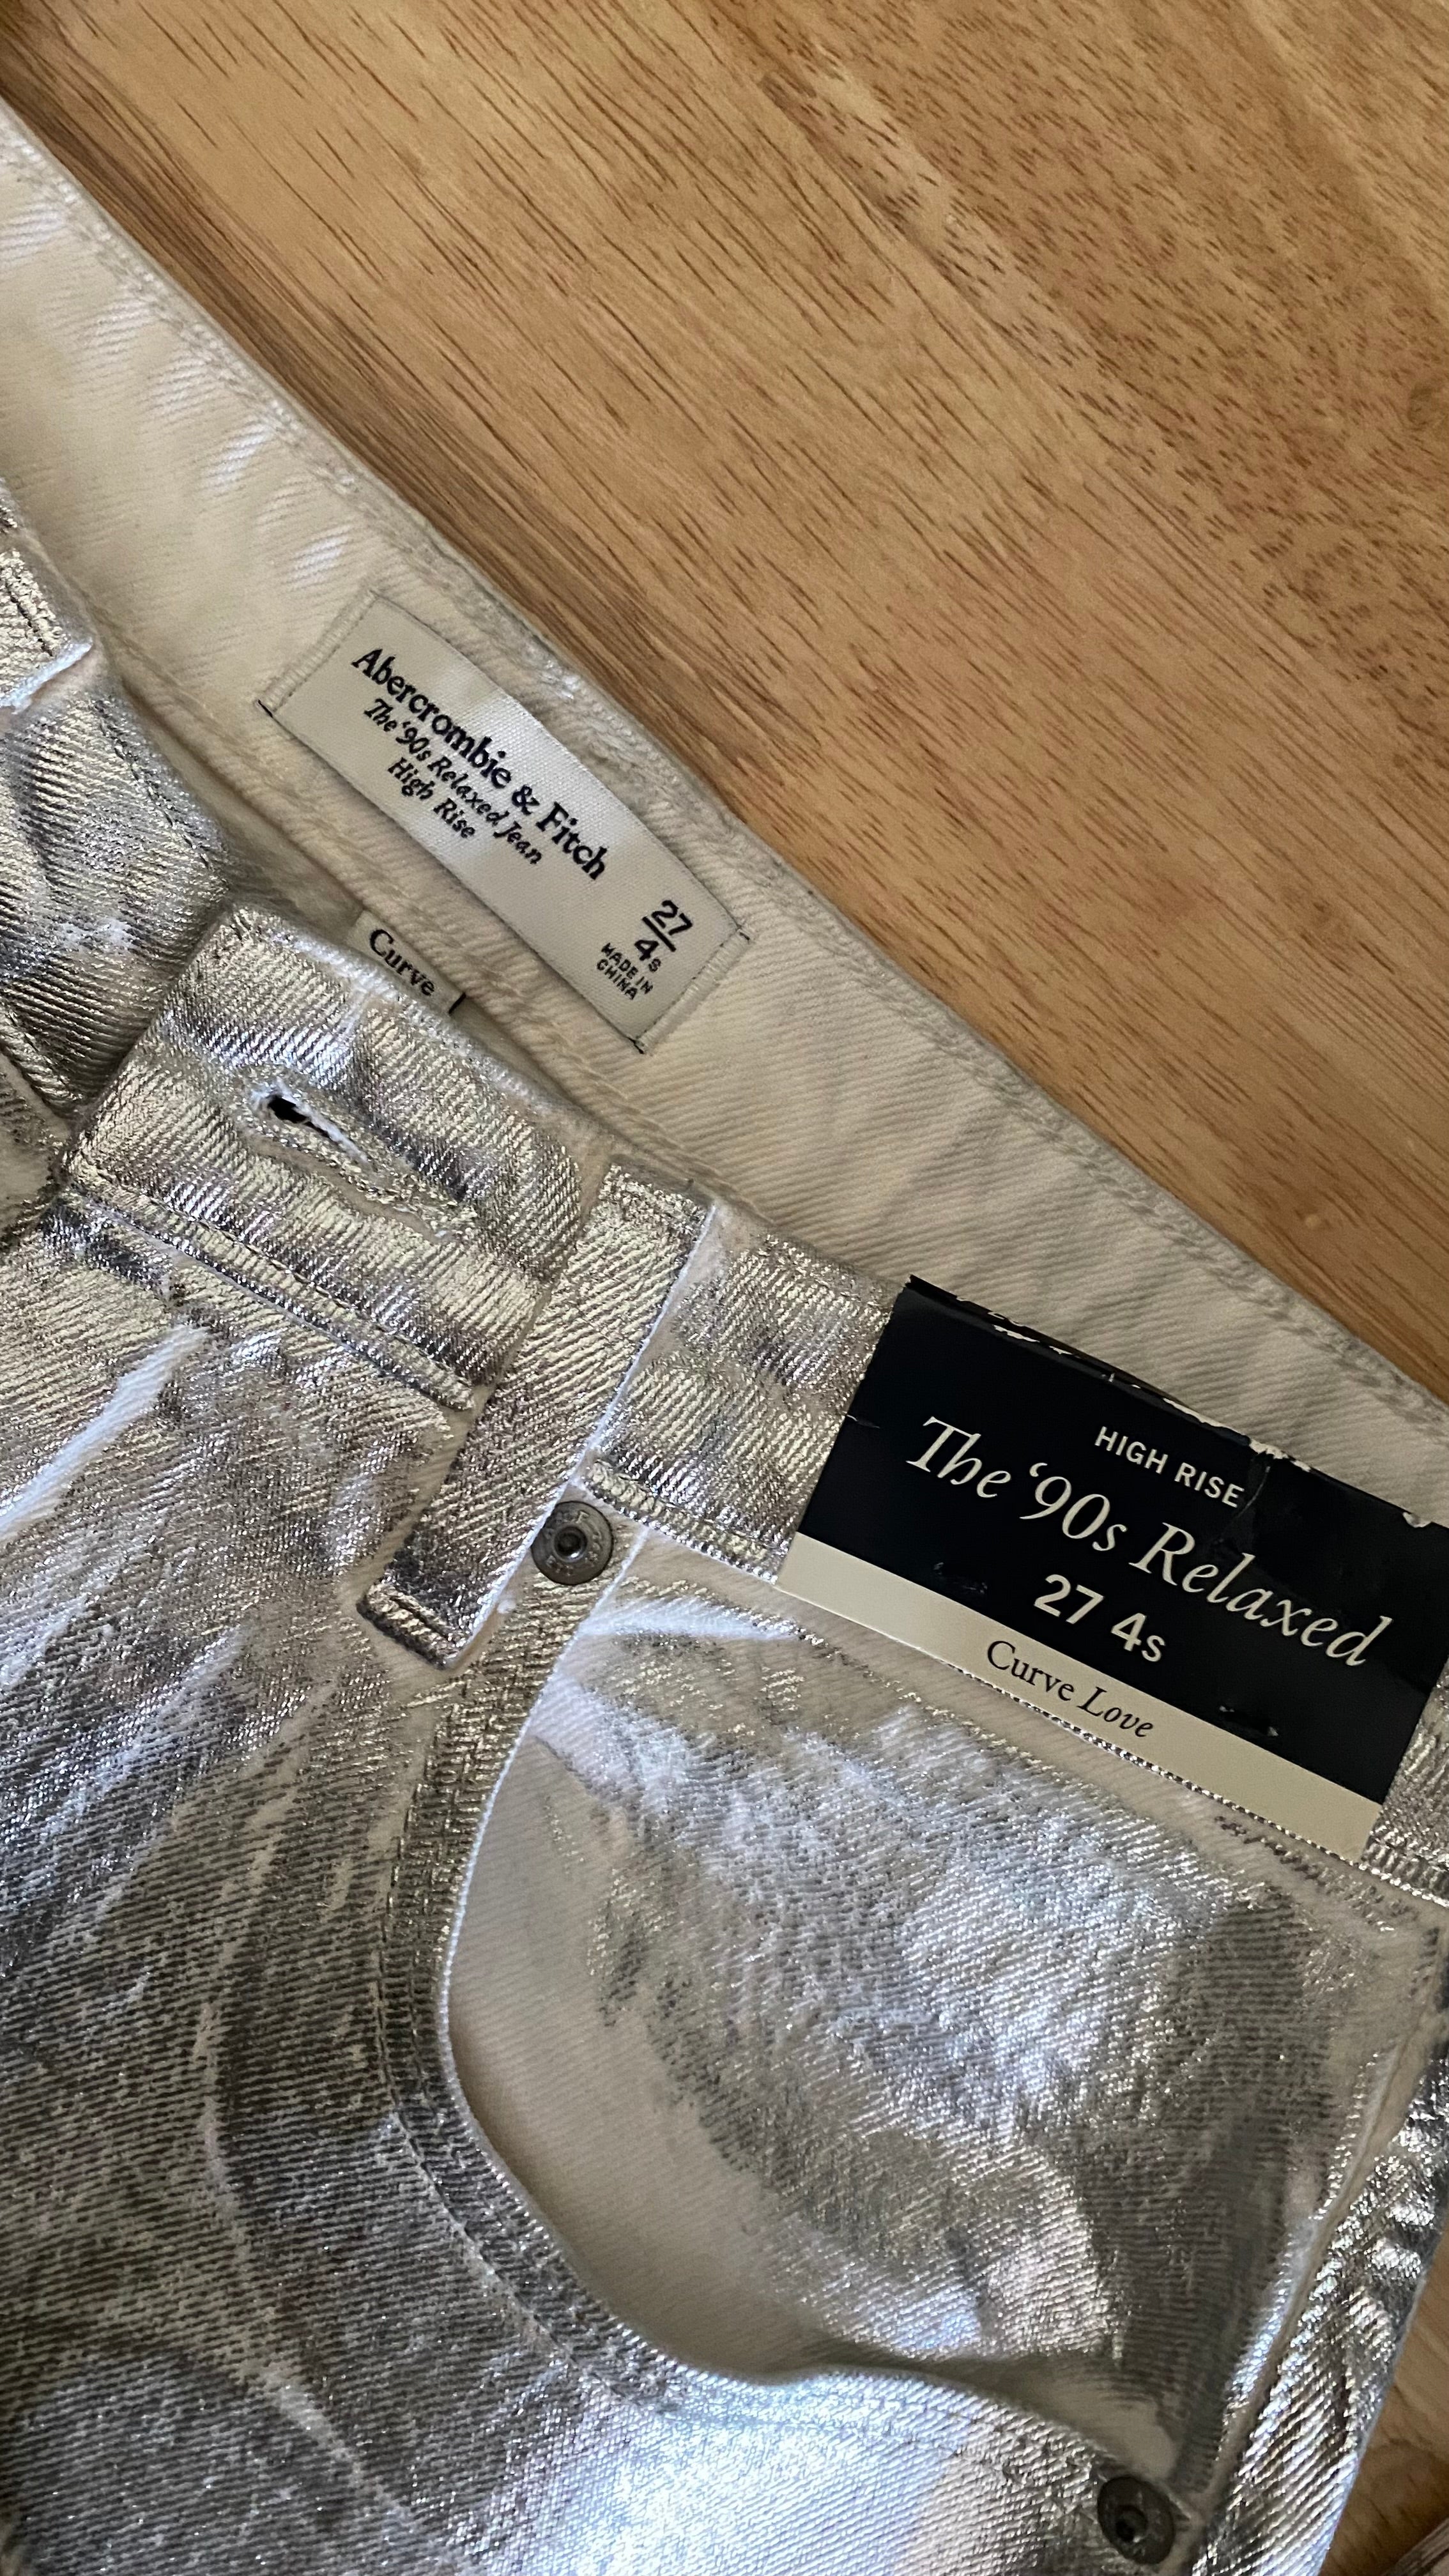 Abercrombie & Fitch
The ‘90s Relaxed Jean
High Rise
27
4s
MADE IN
CHINA
Curve
HIGH RISE
The ‘90s Relaxed
27 4s
Curve Love